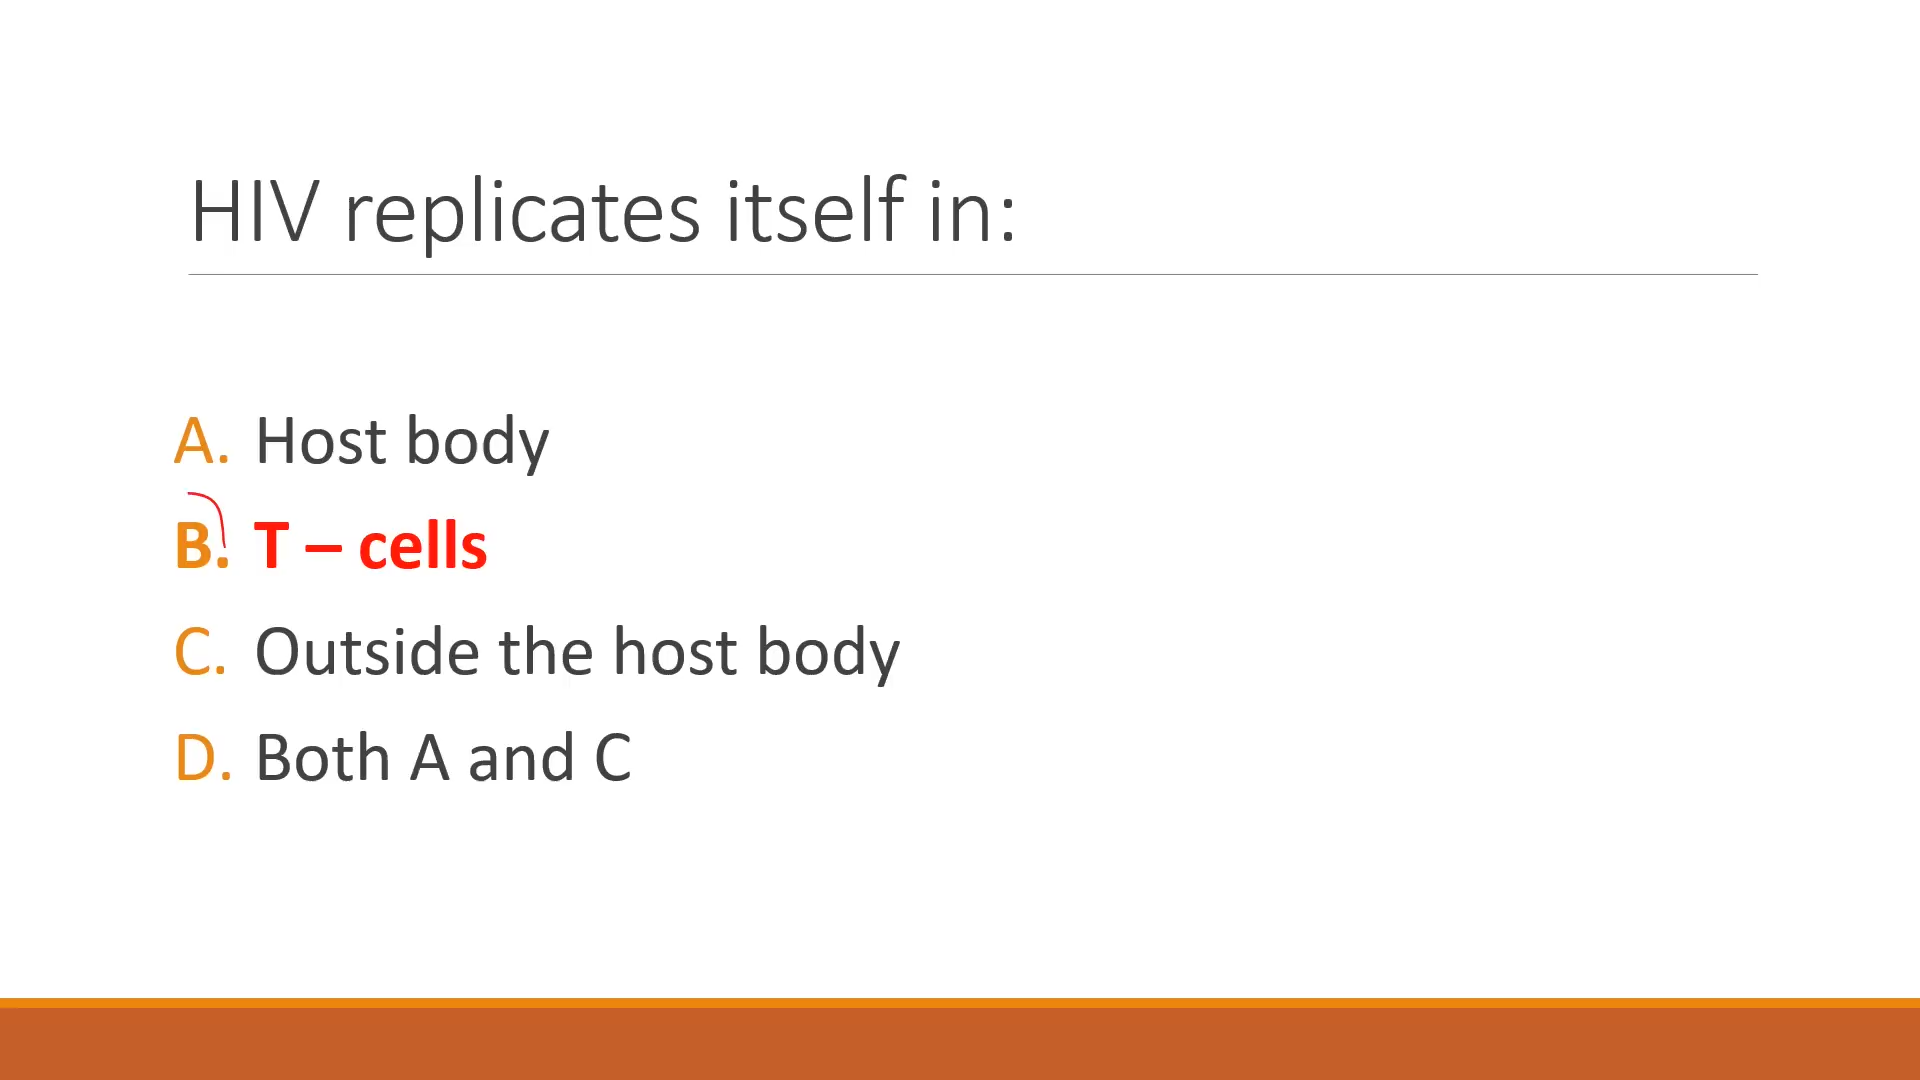 HIV replicates itself in:
A. Host body
B. T – cells
C. Outside the host body
D. Both A and C